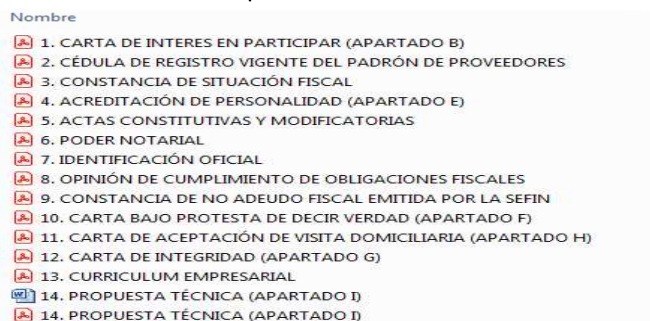 Nombre
1. CARTA DE INTERES EN PARTICIPAR (APARTADO B)
2. CÉDULA DE REGISTRO VIGENTE DEL PADRÓN DE PROVEEDORES
3. CONSTANCIA DE SITUACIÓN FISCAL
4. ACREDITACIÓN DE PERSONALIDAD (APARTADO E)
5. ACTAS CONSTITUTIVAS Y MODIFICATORIAS
6. PODER NOTARIAL
7. IDENTIFICACIÓN OFICIAL
8. OPINIÓN DE CUMPLIMIENTO DE OBLIGACIONES FISCALES
9. CONSTANCIA DE NO ADEUDO FISCAL EMITIDA POR LA SEFIN
10. CARTA BAJO PROTESTA DE DECIR VERDAD (APARTADO F)
11. CARTA DE ACEPTACIÓN DE VISITA DOMICILIARIA (APARTADO H)
12. CARTA DE INTEGRIDAD (APARTADO G)
13. CURRICULUM EMPRESARIAL
14. PROPUESTA TÉCNICA (APARTADO I)
14. PROPUESTA TÉCNICA (APARTADO I)